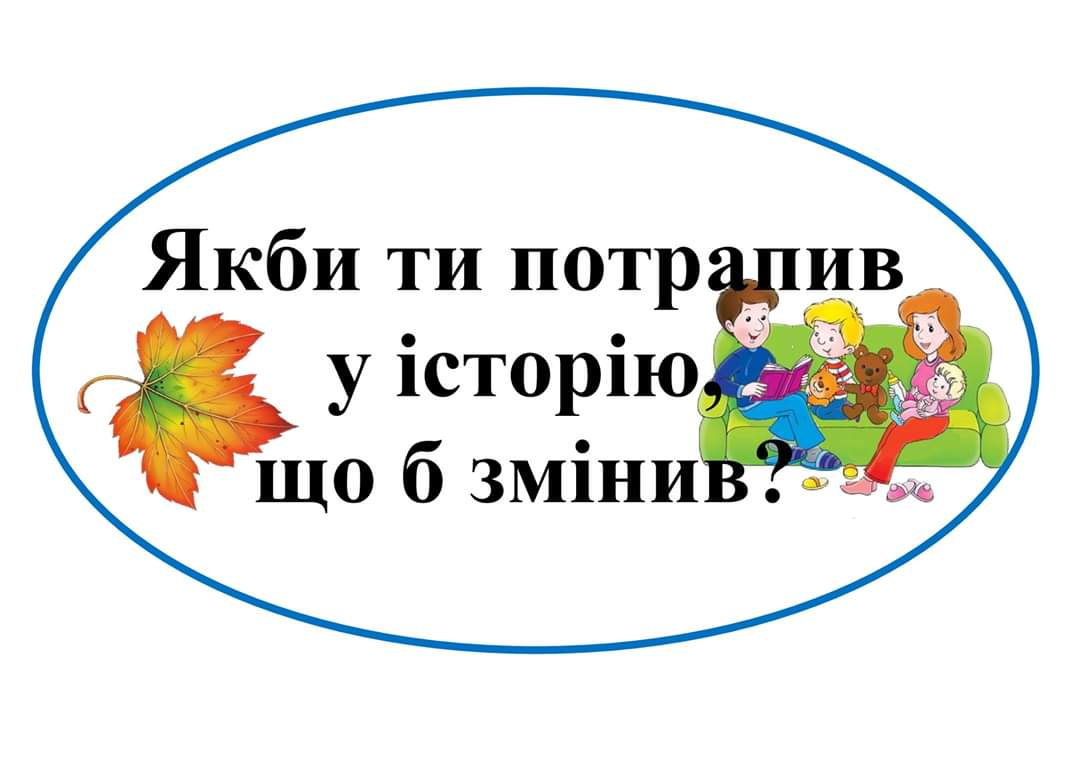 Якби ти потрапив
у історію,
що б змінив?